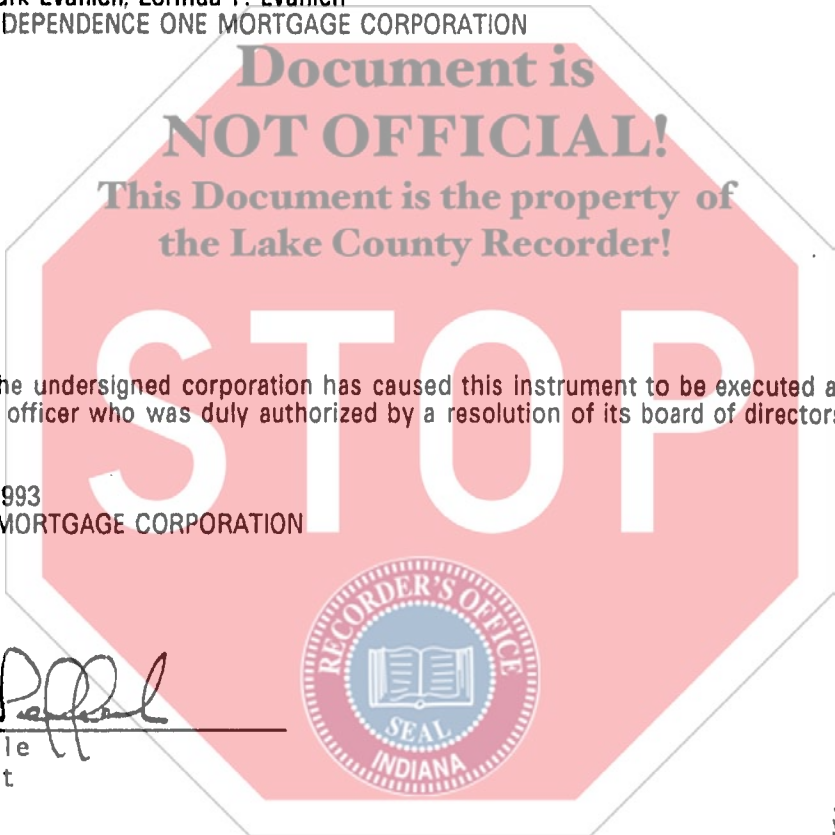 DEPENDENCE ONE MORTGAGE CORPORATION
Document is
NOT OFFICIAL!
This Document is the property of
the Lake County Recorder!
STOP
he undersigned corporation has caused this instrument to be executed a
officer who was duly authorized by a resolution of its board of directors
993
MORTGAGE CORPORATION
RECORDER'S OFFICE
SEAL
INDIANA
le
t